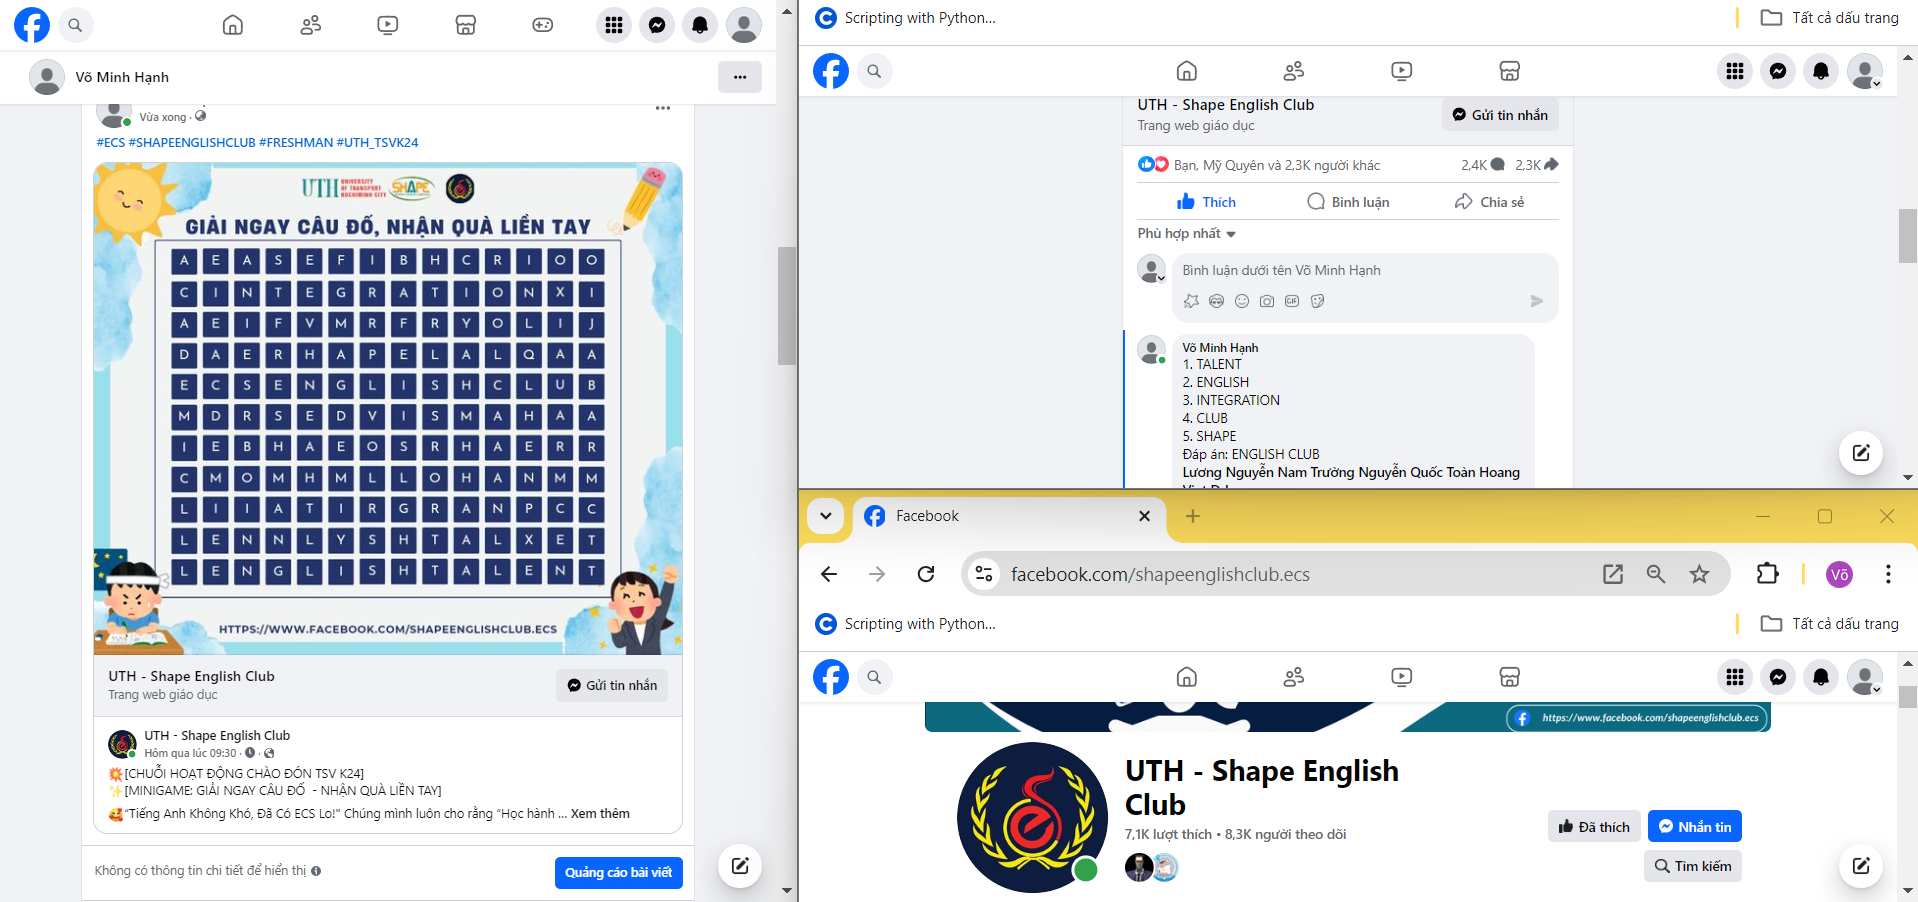 Võ Minh Hạnh
Vừa xong ·
#ECS #SHAPEENGLISHCLUB #FRESHMAN #UTH_TSVK24
UTH UNIVERSITY OF TRANSPORT HOCHIMINH CITY SHAPE
GIẢI NGAY CÂU ĐỐ, NHẬN QUÀ LIỀN TAY
A E A S E F I B H C R I O O
C I N T E G R A T I O N X I
A E I F V M R F R Y O L I J
D A E R H A P E L A L Q A A
E C S E N G L I S H C L U B
M D R S E D V I S M A H A A
I E B H A E O S R H A E R R
C M O M H M L L O H A N M M
L I I A T I R G R A N P C C
L E N N L Y S H T A L X E T
L E N G L I S H T A L E N T
HTTPS://WWW.FACEBOOK.COM/SHAPEENGLISHCLUB.ECS
UTH - Shape English Club
Trang web giáo dục
Gửi tin nhắn
UTH - Shape English Club
Hôm qua lúc 09:30 ·
[CHUỖI HOẠT ĐỘNG CHÀO ĐÓN TSV K24]
[MINIGAME: GIẢI NGAY CÂU ĐỐ - NHẬN QUÀ LIỀN TAY]
“Tiếng Anh Không Khó, Đã Có ECS Lo!" Chúng mình luôn cho rằng “Học hành ... Xem thêm
Không có thông tin chi tiết để hiển thị
Quảng cáo bài viết
Scripting with Python...
Tất cả dấu trang
UTH - Shape English Club
Trang web giáo dục
Gửi tin nhắn
Bạn, Mỹ Quyên và 2,3K người khác
2,4K 2,3K
Thích Bình luận Chia sẻ
Phù hợp nhất
Bình luận dưới tên Võ Minh Hạnh
GIF
Võ Minh Hạnh
1. TALENT
2. ENGLISH
3. INTEGRATION
4. CLUB
5. SHAPE
Đáp án: ENGLISH CLUB
Lương Nguyễn Nam Trường Nguyễn Quốc Toàn Hoang
Facebook
facebook.com/shapeenglishclub.ecs
Võ
Scripting with Python...
Tất cả dấu trang
https://www.facebook.com/shapeenglishclub.ecs
UTH - Shape English
Club
7,1K lượt thích • 8,3K người theo dõi
Đã thích
Nhắn tin
Tìm kiếm